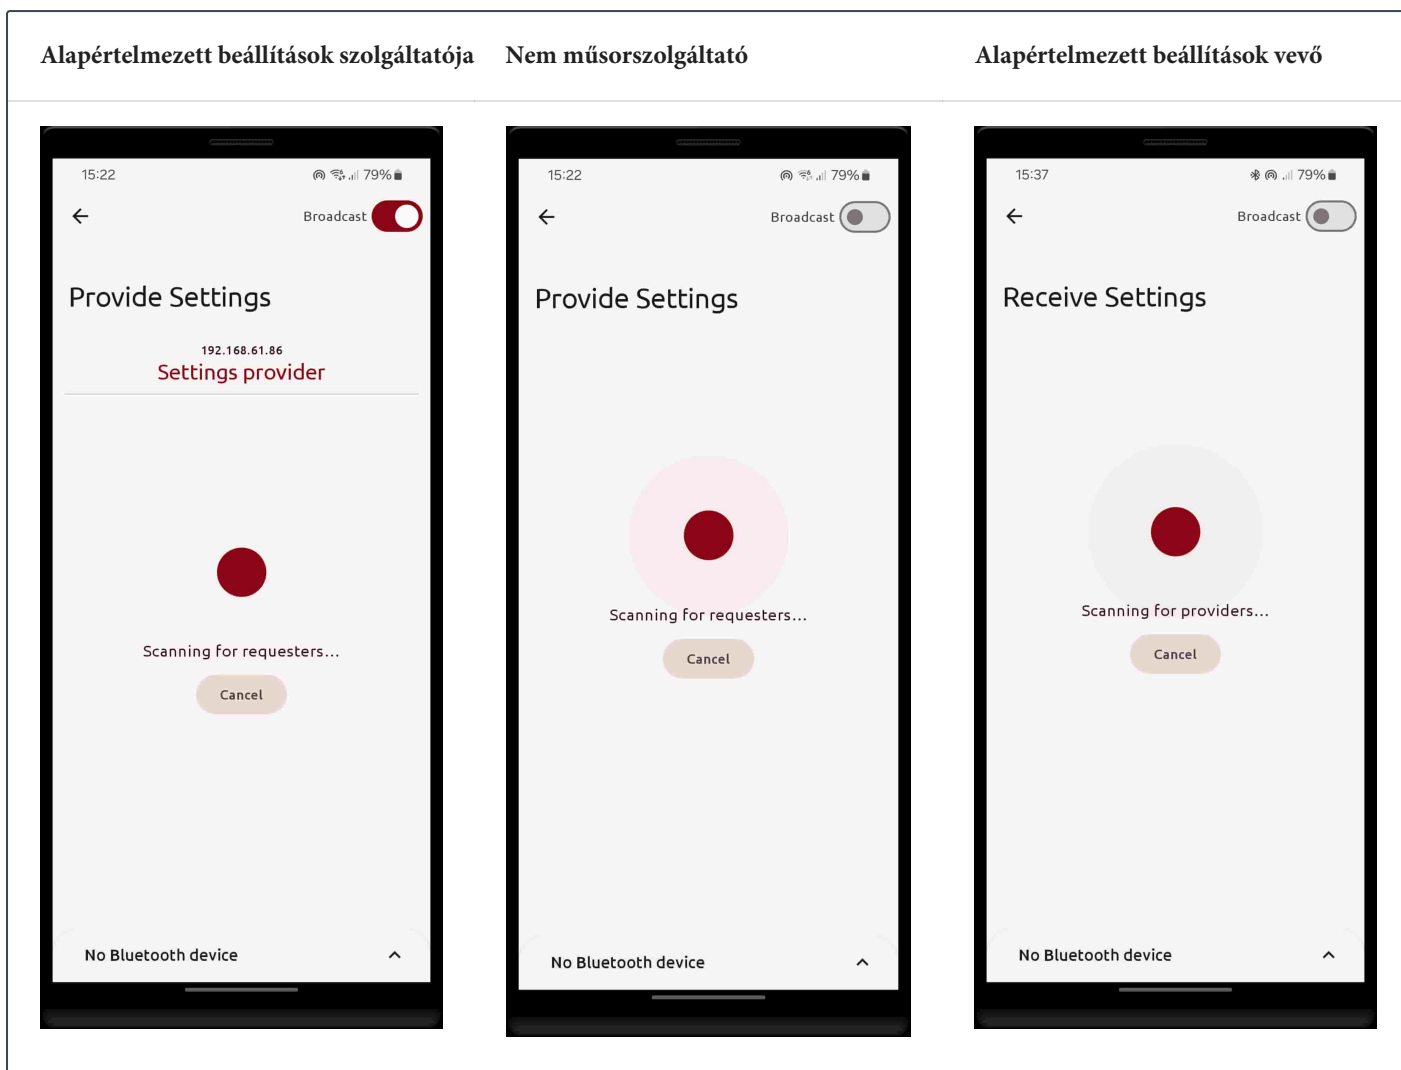 Alapértelmezett beállítások szolgáltatója
Nem műsorszolgáltató
Alapértelmezett beállítások vevő
15:22
79%
Broadcast
Provide Settings
192.168.61.86
Settings provider
Scanning for requesters...
Cancel
No Bluetooth device
15:22
79%
Broadcast
Provide Settings
Scanning for requesters...
Cancel
No Bluetooth device
15:37
79%
Broadcast
Receive Settings
Scanning for providers...
Cancel
No Bluetooth device